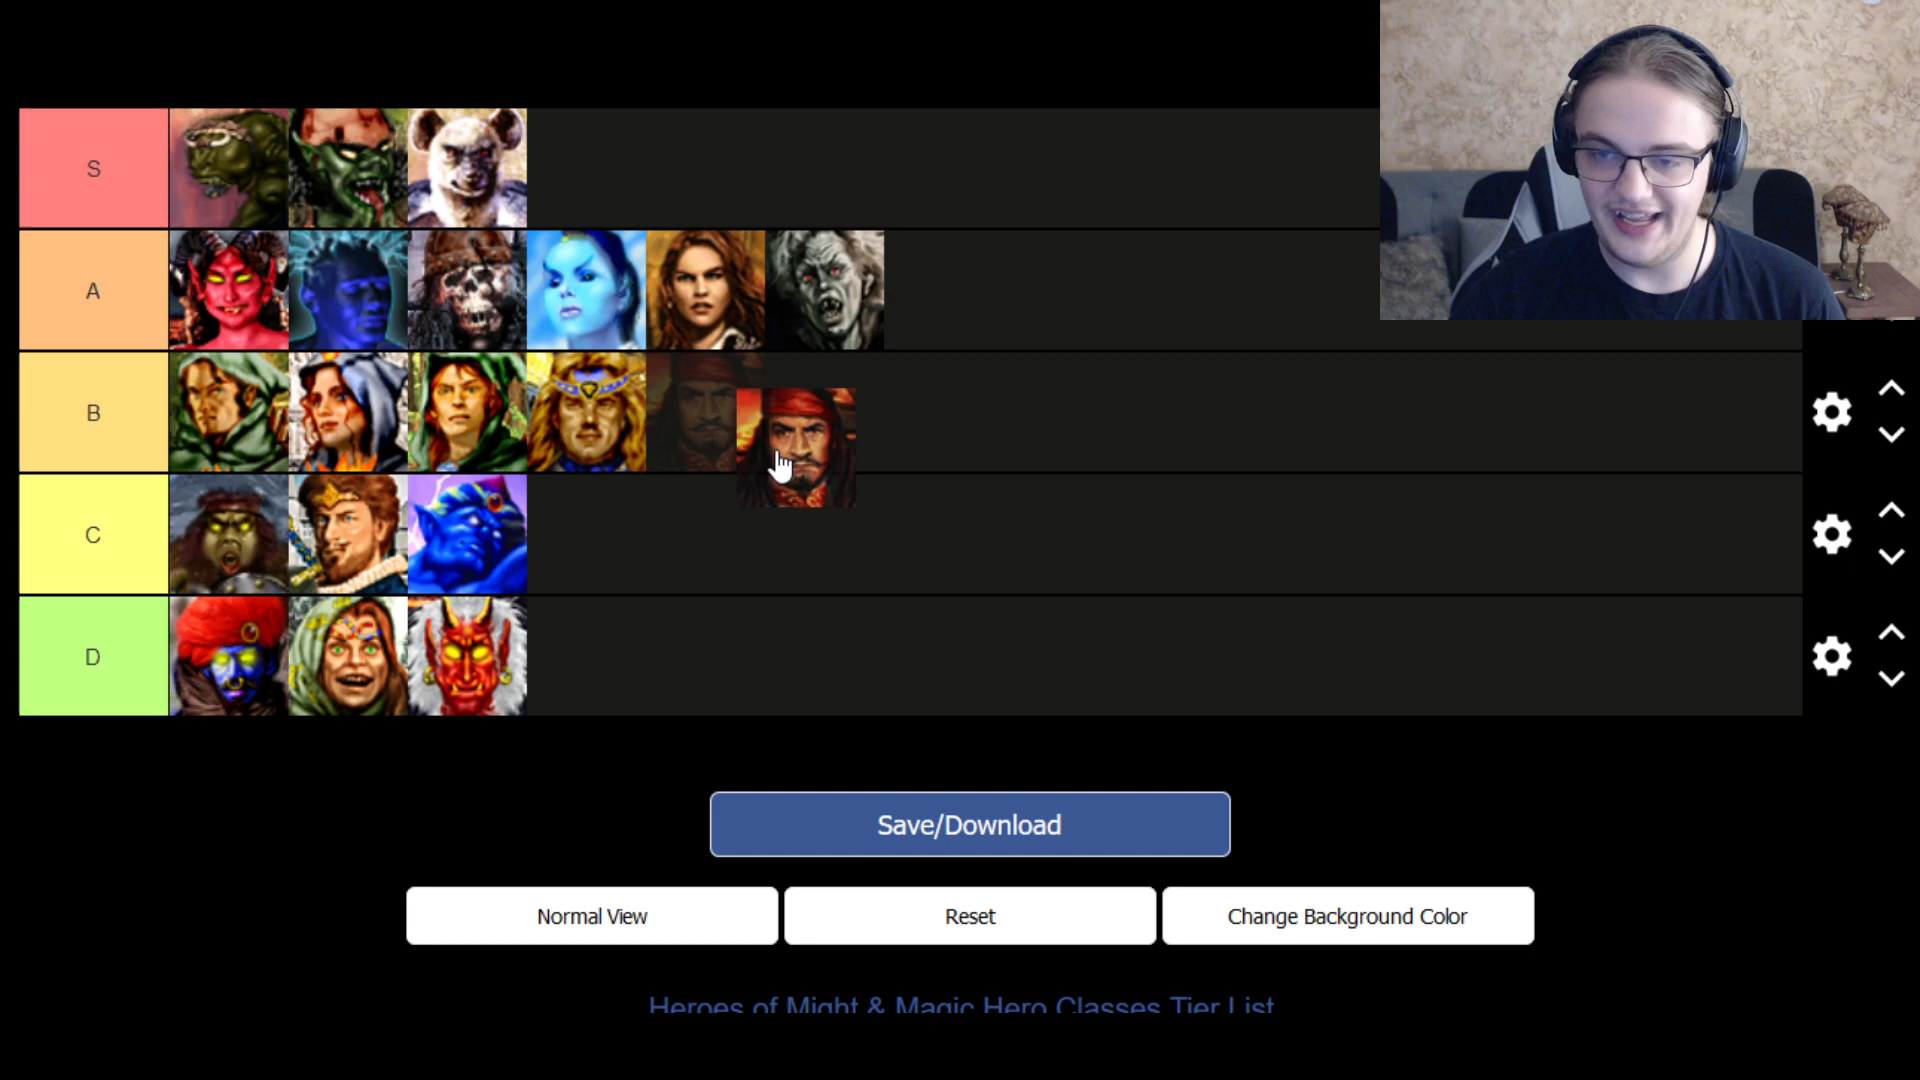 S
A
B
C
D
Save/Download
Normal View
Reset
Change Background Color
Heroes of Might & Magic Hero Classes Tier List